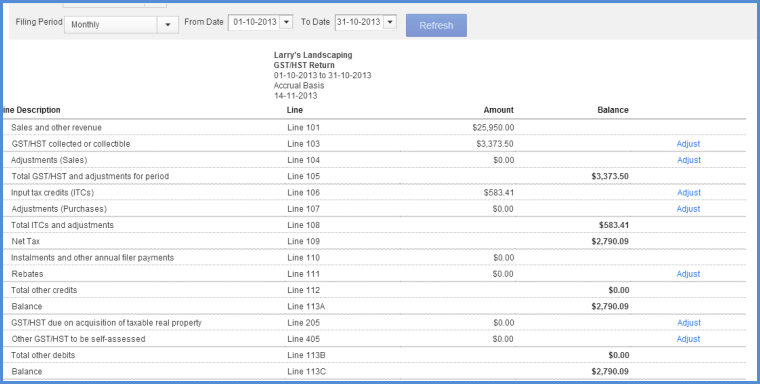 Filing Period Monthly From Date 01-10-2013 To Date 31-10-2013 Refresh
Larry's Landscaping
GST/HST Return
01-10-2013 to 31-10-2013
Accrual Basis
14-11-2013
ine Description Line Amount Balance
Sales and other revenue Line 101 $25,950.00
GST/HST collected or collectible Line 103 $3,373.50 Adjust
Adjustments (Sales) Line 104 $0.00 Adjust
Total GST/HST and adjustments for period Line 105 $3,373.50
Input tax credits (ITCs) Line 106 $583.41 Adjust
Adjustments (Purchases) Line 107 $0.00 Adjust
Total ITCs and adjustments Line 108 $583.41
Net Tax Line 109 $2,790.09
Instalments and other annual filer payments Line 110 $0.00
Rebates Line 111 $0.00 Adjust
Total other credits Line 112 $0.00
Balance Line 113A $2,790.09
GST/HST due on acquisition of taxable real property Line 205 $0.00 Adjust
Other GST/HST to be self-assessed Line 405 $0.00 Adjust
Total other debits Line 113B $0.00
Balance Line 113C $2,790.09